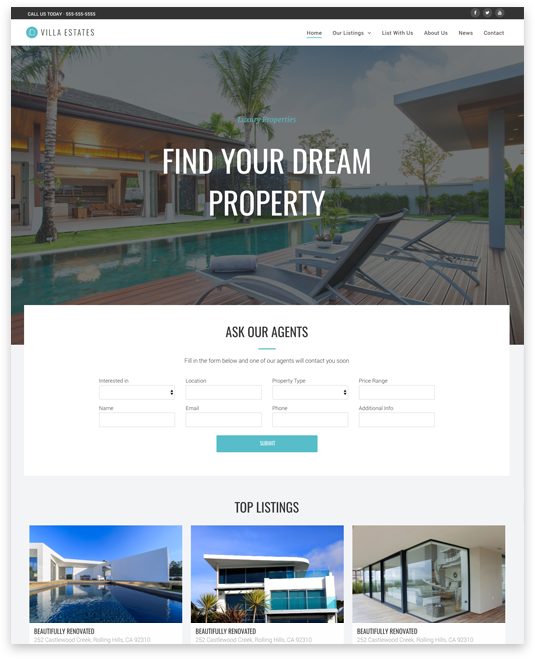 CALL US TODAY · 555-555-5555
VILLA ESTATES
Home Our Listings List With Us About Us News Contact
Luxury Properties
FIND YOUR DREAM
PROPERTY
ASK OUR AGENTS
Fill in the form below and one of our agents will contact you soon
Interested in Location Property Type Price Range
Name Email Phone Additional Info
SUBMIT
TOP LISTINGS
BEAUTIFULLY RENOVATED BEAUTIFULLY RENOVATED BEAUTIFULLY RENOVATED
252 Castlewood Creek, Rolling Hills, CA 92310 252 Castlewood Creek, Rolling Hills, CA 92310 252 Castlewood Creek, Rolling Hills, CA 92310